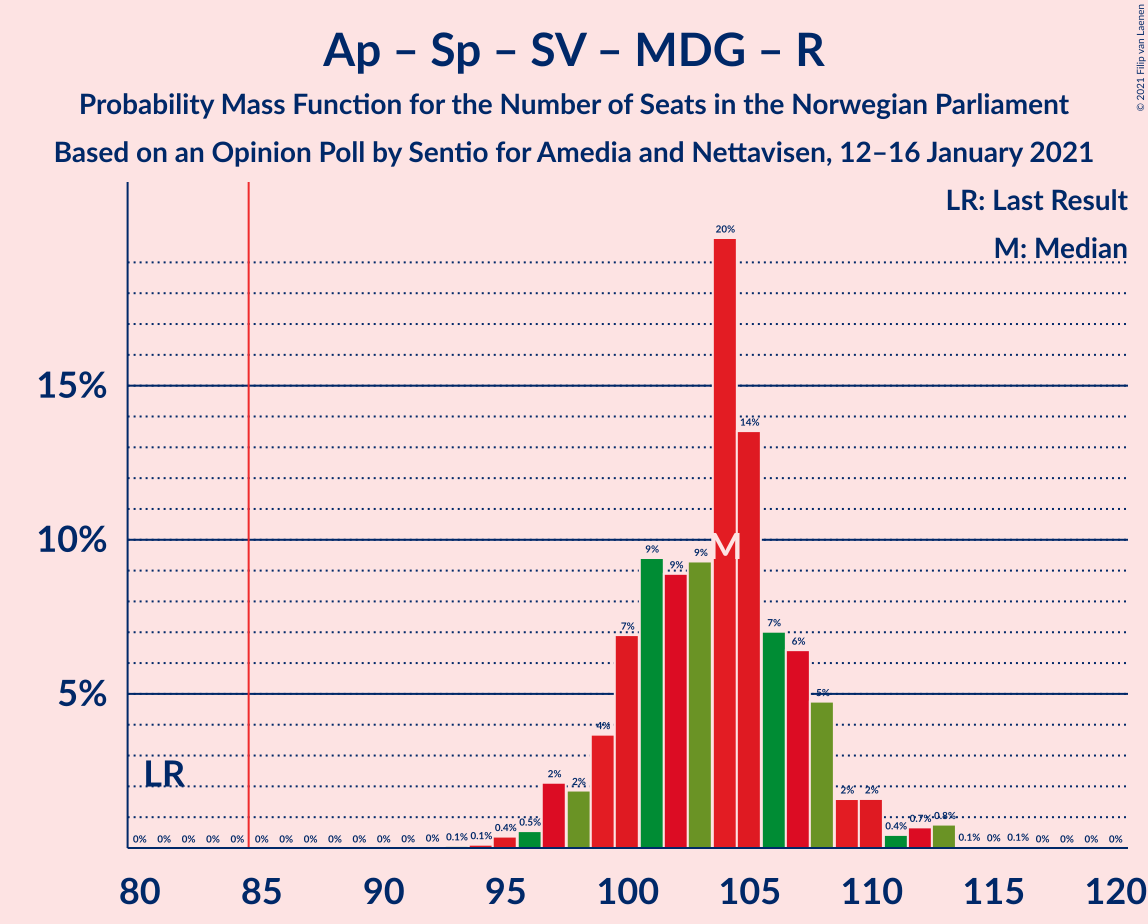 Ap – Sp – SV – MDG – R
Probability Mass Function for the Number of Seats in the Norwegian Parliament
Based on an Opinion Poll by Sentio for Amedia and Nettavisen, 12–16 January 2021
© 2021 Filip van Laenen
LR: Last Result
M: Median
15%
10%
5%
LR
M
0% 0% 0% 0% 0% 0% 0% 0% 0% 0% 0% 0% 0% 0.1% 0.1% 0.4% 0.5% 2% 2% 4% 7% 9% 9% 9% 20% 14% 7% 6% 5% 2% 2% 0.4% 0.7% 0.8% 0.1% 0% 0.1% 0% 0% 0% 0%
80 85 90 95 100 105 110 115 120